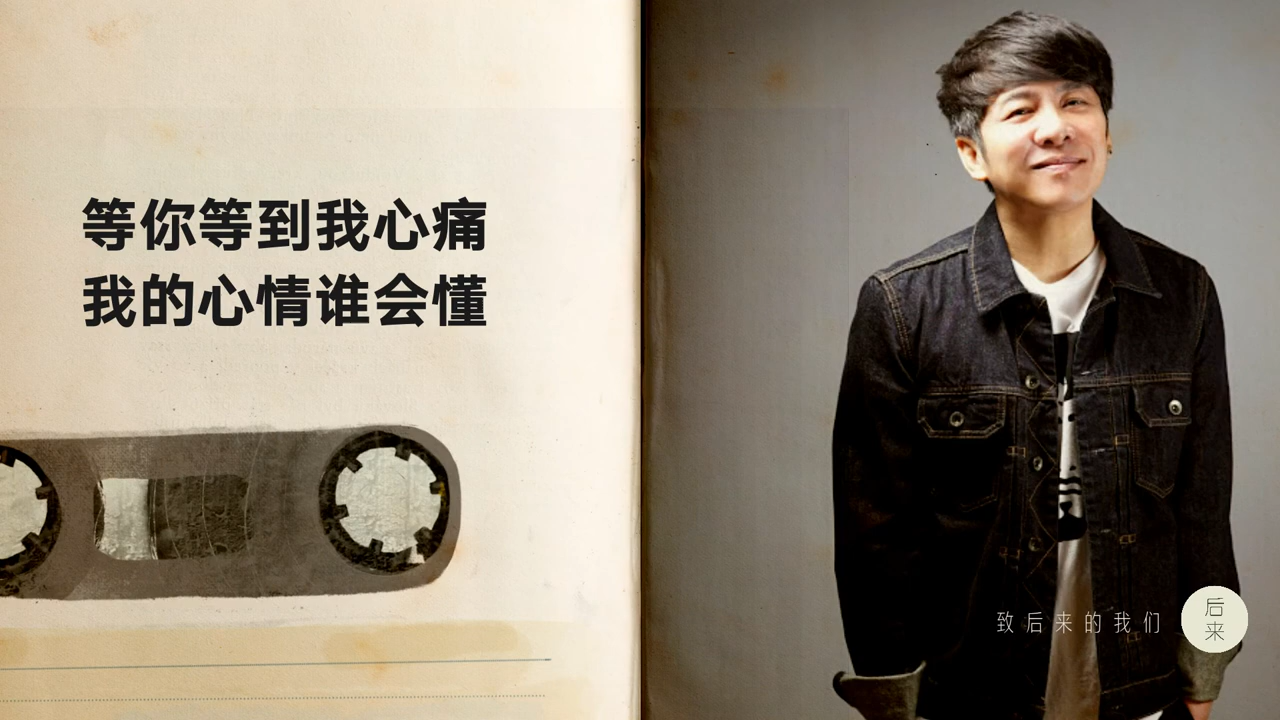 等你等到我心痛
我的心情谁会懂
致后来的我们
后
来